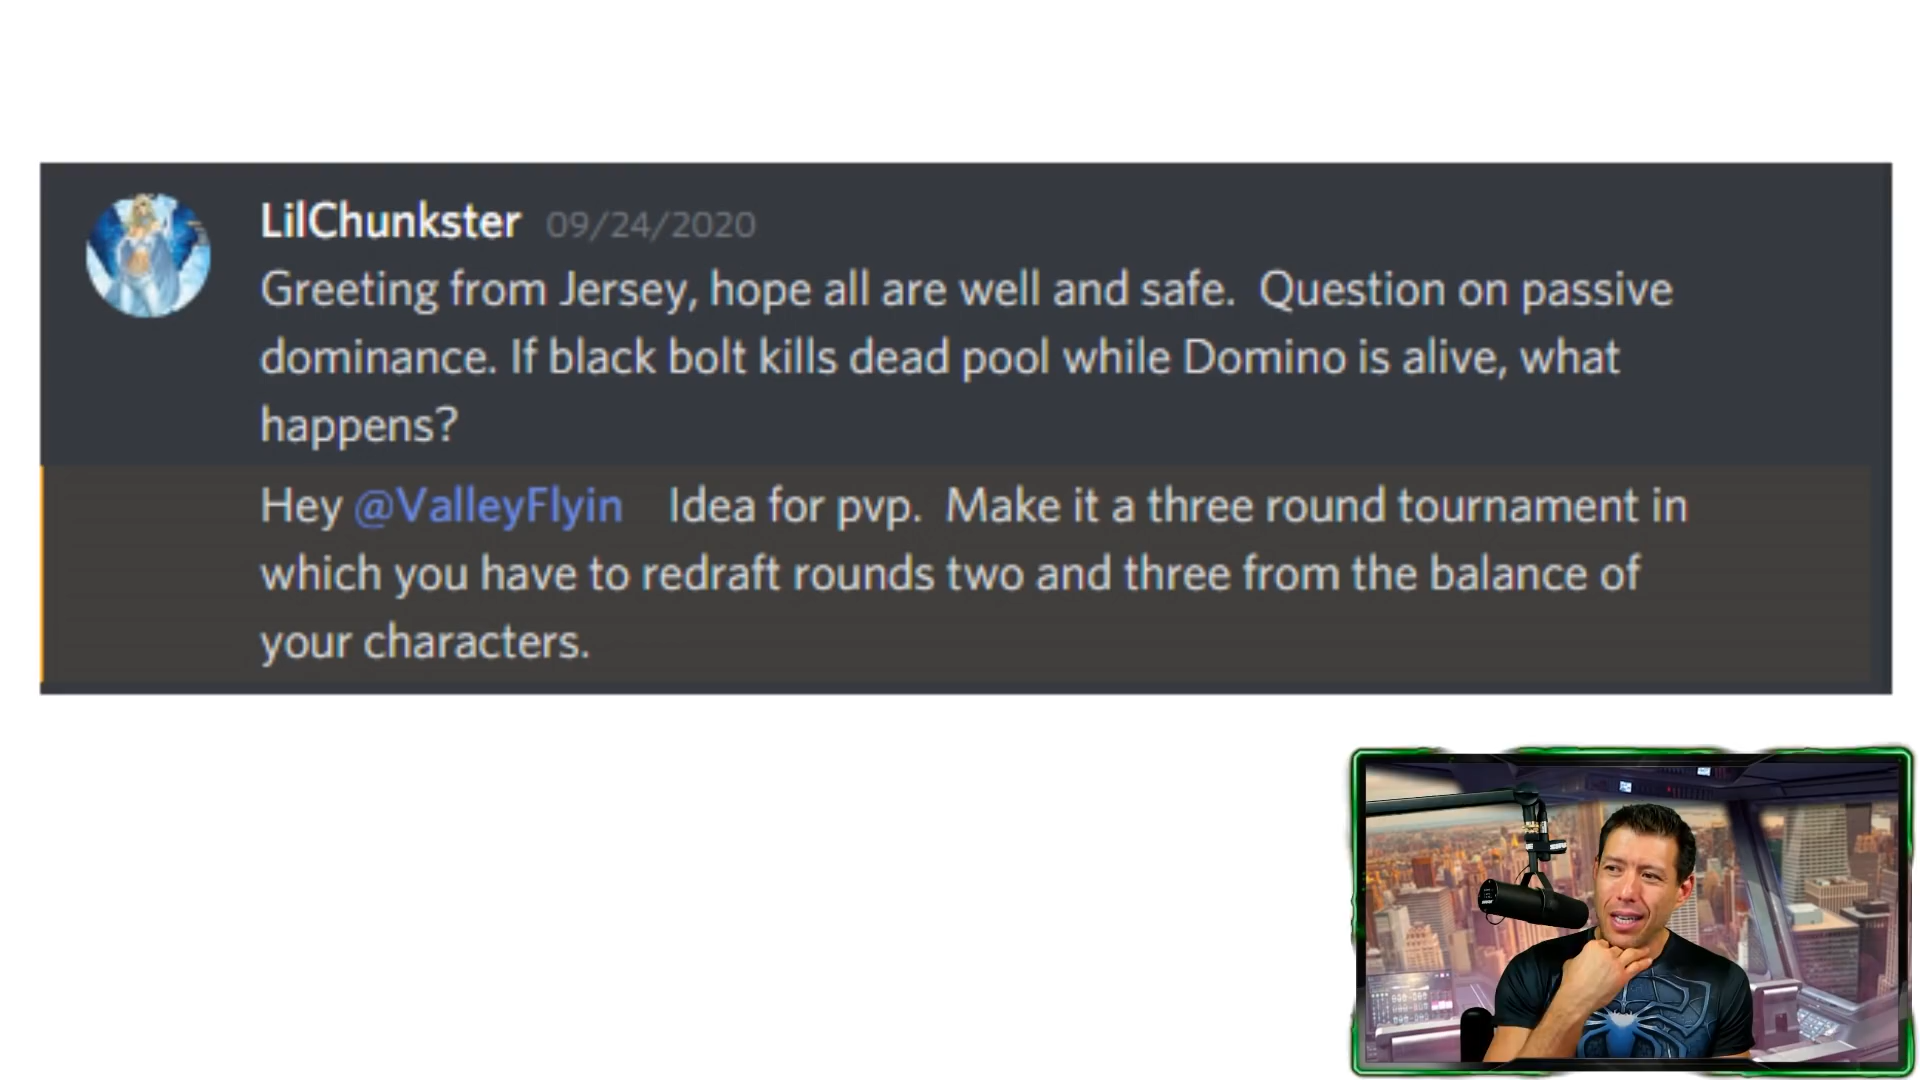 LilChunkster 09/24/2020
Greeting from Jersey, hope all are well and safe.  Question on passive
dominance. If black bolt kills dead pool while Domino is alive, what
happens?
Hey @ValleyFlyin    Idea for pvp.  Make it a three round tournament in
which you have to redraft rounds two and three from the balance of
your characters.